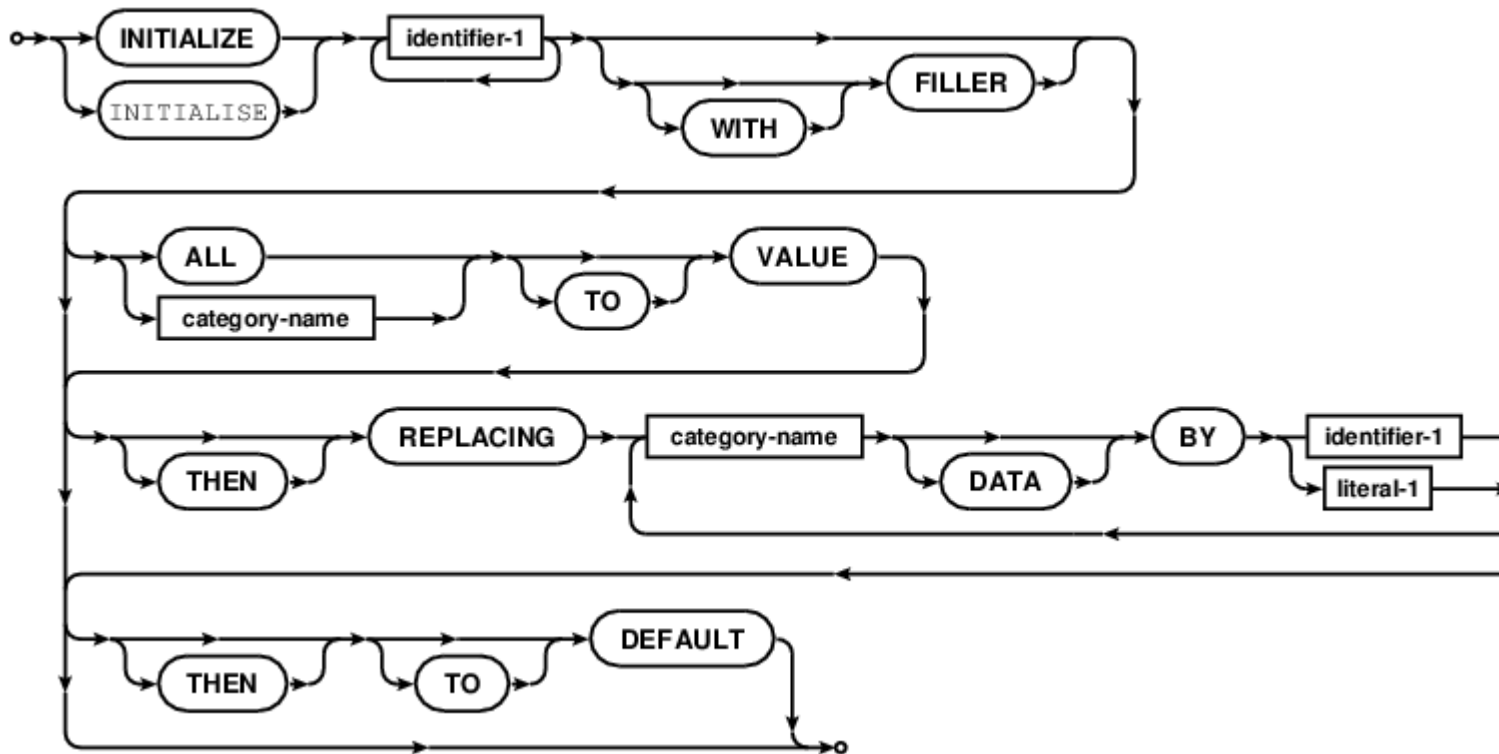 INITIALIZE identifier-1
FILLER
INITIALISE
WITH
ALL VALUE
TO
category-name
REPLACING category-name BY identifier-1
THEN DATA literal-1
DEFAULT
THEN TO